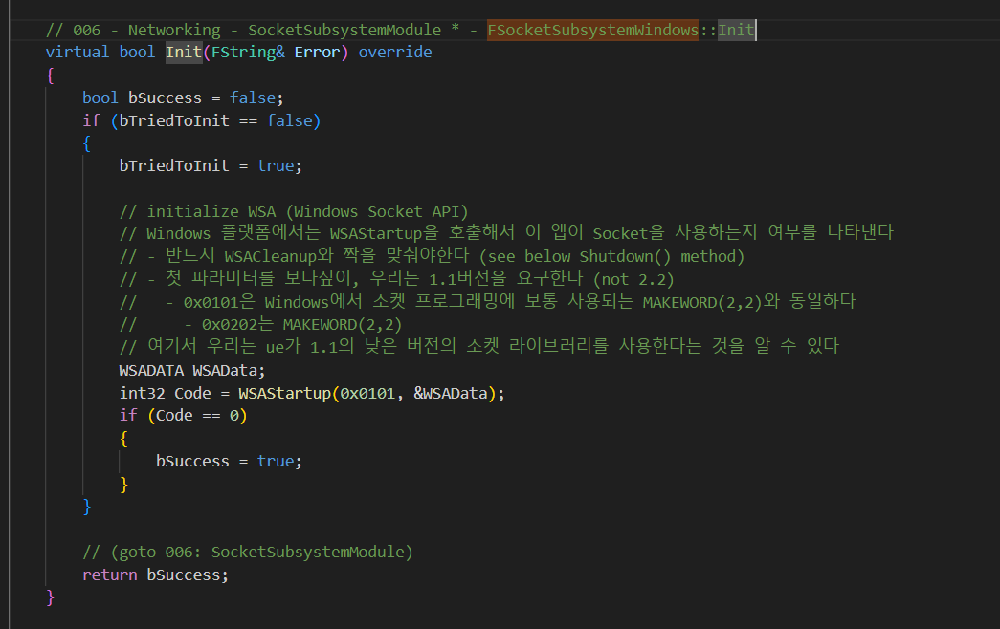 // 006 - Networking - SocketSubsystemModule * - FSocketSubsystemWindows::Init
virtual bool Init(FString& Error) override
{
bool bSuccess = false;
if (bTriedToInit == false)
{
bTriedToInit = true;
// initialize WSA (Windows Socket API)
// Windows 플랫폼에서는 WSAStartup을 호출해서 이 앱이 Socket을 사용하는지 여부를 나타낸다
// - 반드시 WSACleanup와 짝을 맞춰야한다 (see below Shutdown() method)
// - 첫 파라미터를 보다싶이, 우리는 1.1버전을 요구한다 (not 2.2)
//   - 0x0101은 Windows에서 소켓 프로그래밍에 보통 사용되는 MAKEWORD(2,2)와 동일하다
//     - 0x0202는 MAKEWORD(2,2)
// 여기서 우리는 ue가 1.1의 낮은 버전의 소켓 라이브러리를 사용한다는 것을 알 수 있다
WSADATA WSAData;
int32 Code = WSAStartup(0x0101, &WSAData);
if (Code == 0)
{
bSuccess = true;
}
}
// (goto 006: SocketSubsystemModule)
return bSuccess;
}